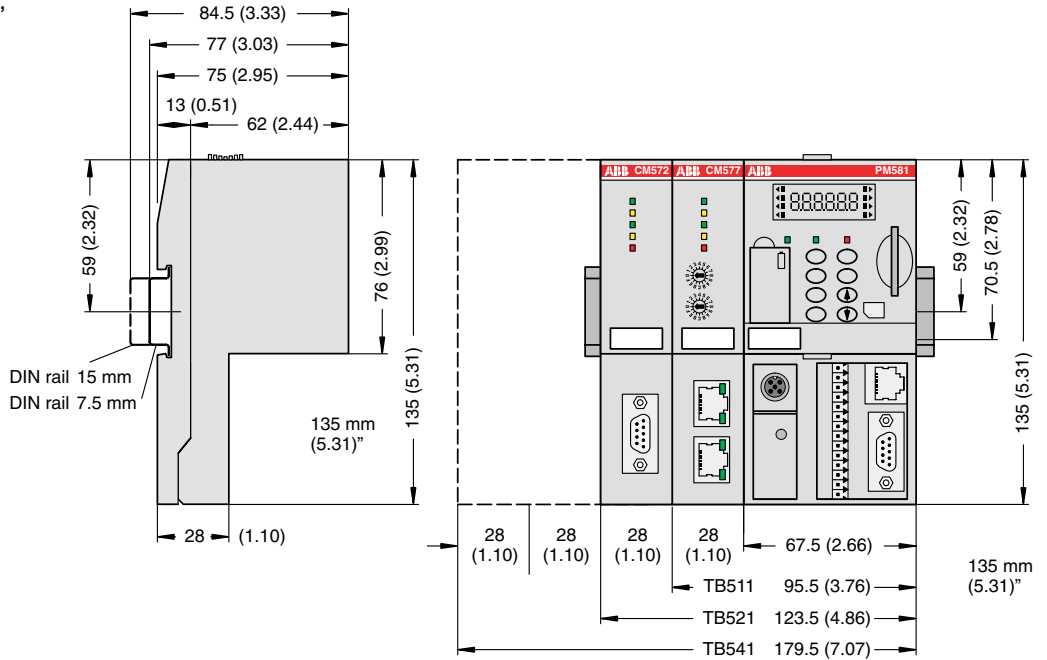 84.5 (3.33)
77 (3.03)
75 (2.95)
13 (0.51)
62 (2.44)
59 (2.32)
76 (2.99)
135 (5.31)
DIN rail 15 mm
DIN rail 7.5 mm
135 mm
(5.31)”
28 (1.10)
ABB CM572
ABB CM577
ABB PM581
59 (2.32)
70.5 (2.78)
135 (5.31)
28
(1.10)
28
(1.10)
28
(1.10)
28
(1.10)
67.5 (2.66)
TB511 95.5 (3.76)
TB521 123.5 (4.86)
TB541 179.5 (7.07)
135 mm
(5.31)”